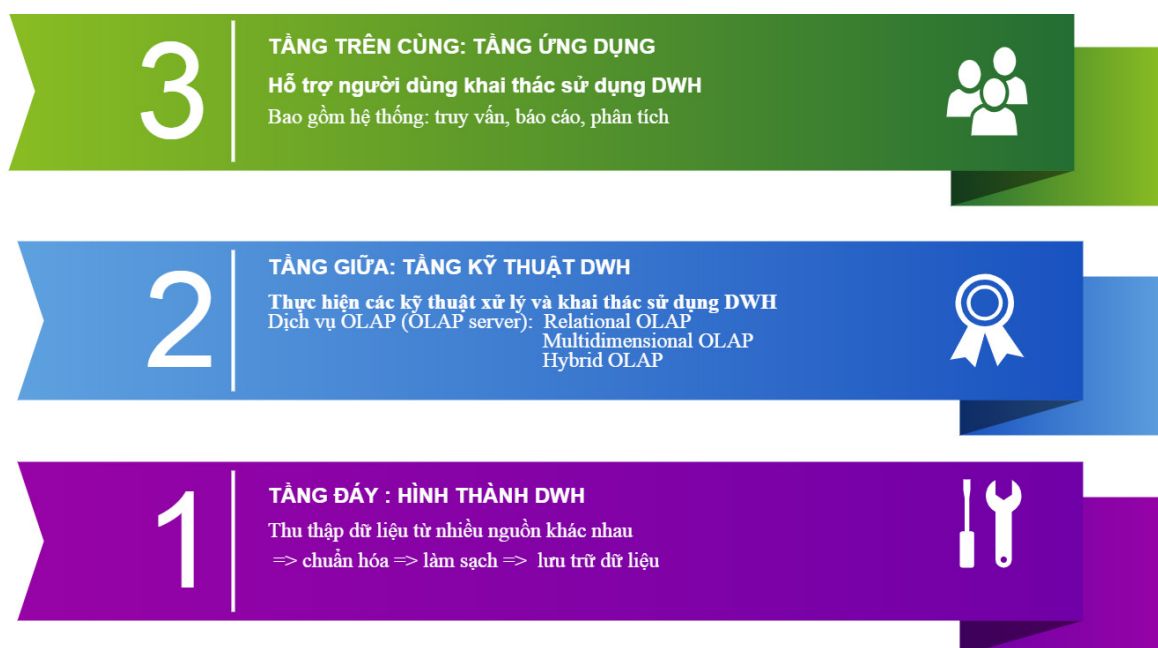 3
TẦNG TRÊN CÙNG: TẦNG ỨNG DỤNG
Hỗ trợ người dùng khai thác sử dụng DWH
Bao gồm hệ thống: truy vấn, báo cáo, phân tích
2
TẦNG GIỮA: TẦNG KỸ THUẬT DWH
Thực hiện các kỹ thuật xử lý và khai thác sử dụng DWH
Dịch vụ OLAP (OLAP server): Relational OLAP
Multidimensional OLAP
Hybrid OLAP
1
TẦNG ĐÁY : HÌNH THÀNH DWH
Thu thập dữ liệu từ nhiều nguồn khác nhau
=> chuẩn hóa => làm sạch => lưu trữ dữ liệu